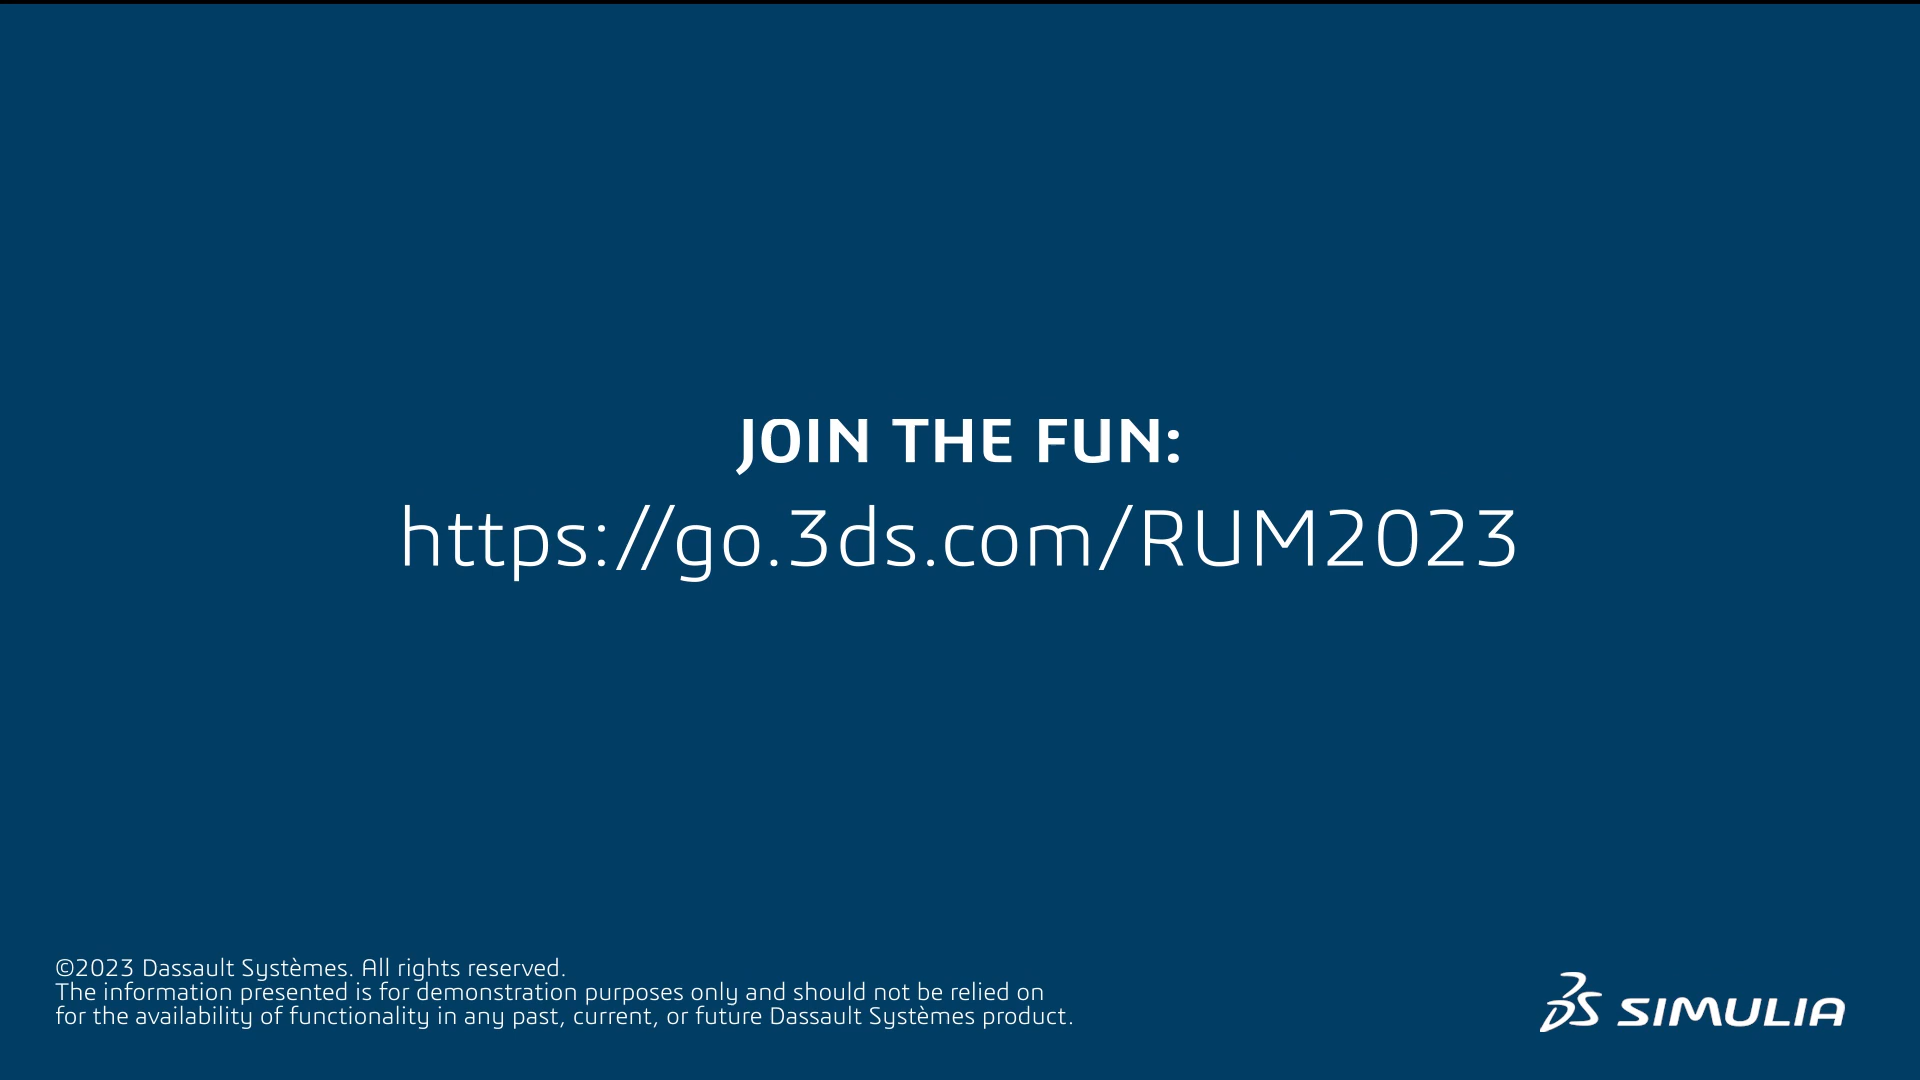 JOIN THE FUN:
https://go.3ds.com/RUM2023
©2023 Dassault Systèmes. All rights reserved.
The information presented is for demonstration purposes only and should not be relied on
for the availability of functionality in any past, current, or future Dassault Systèmes product.
3DS SIMULIA